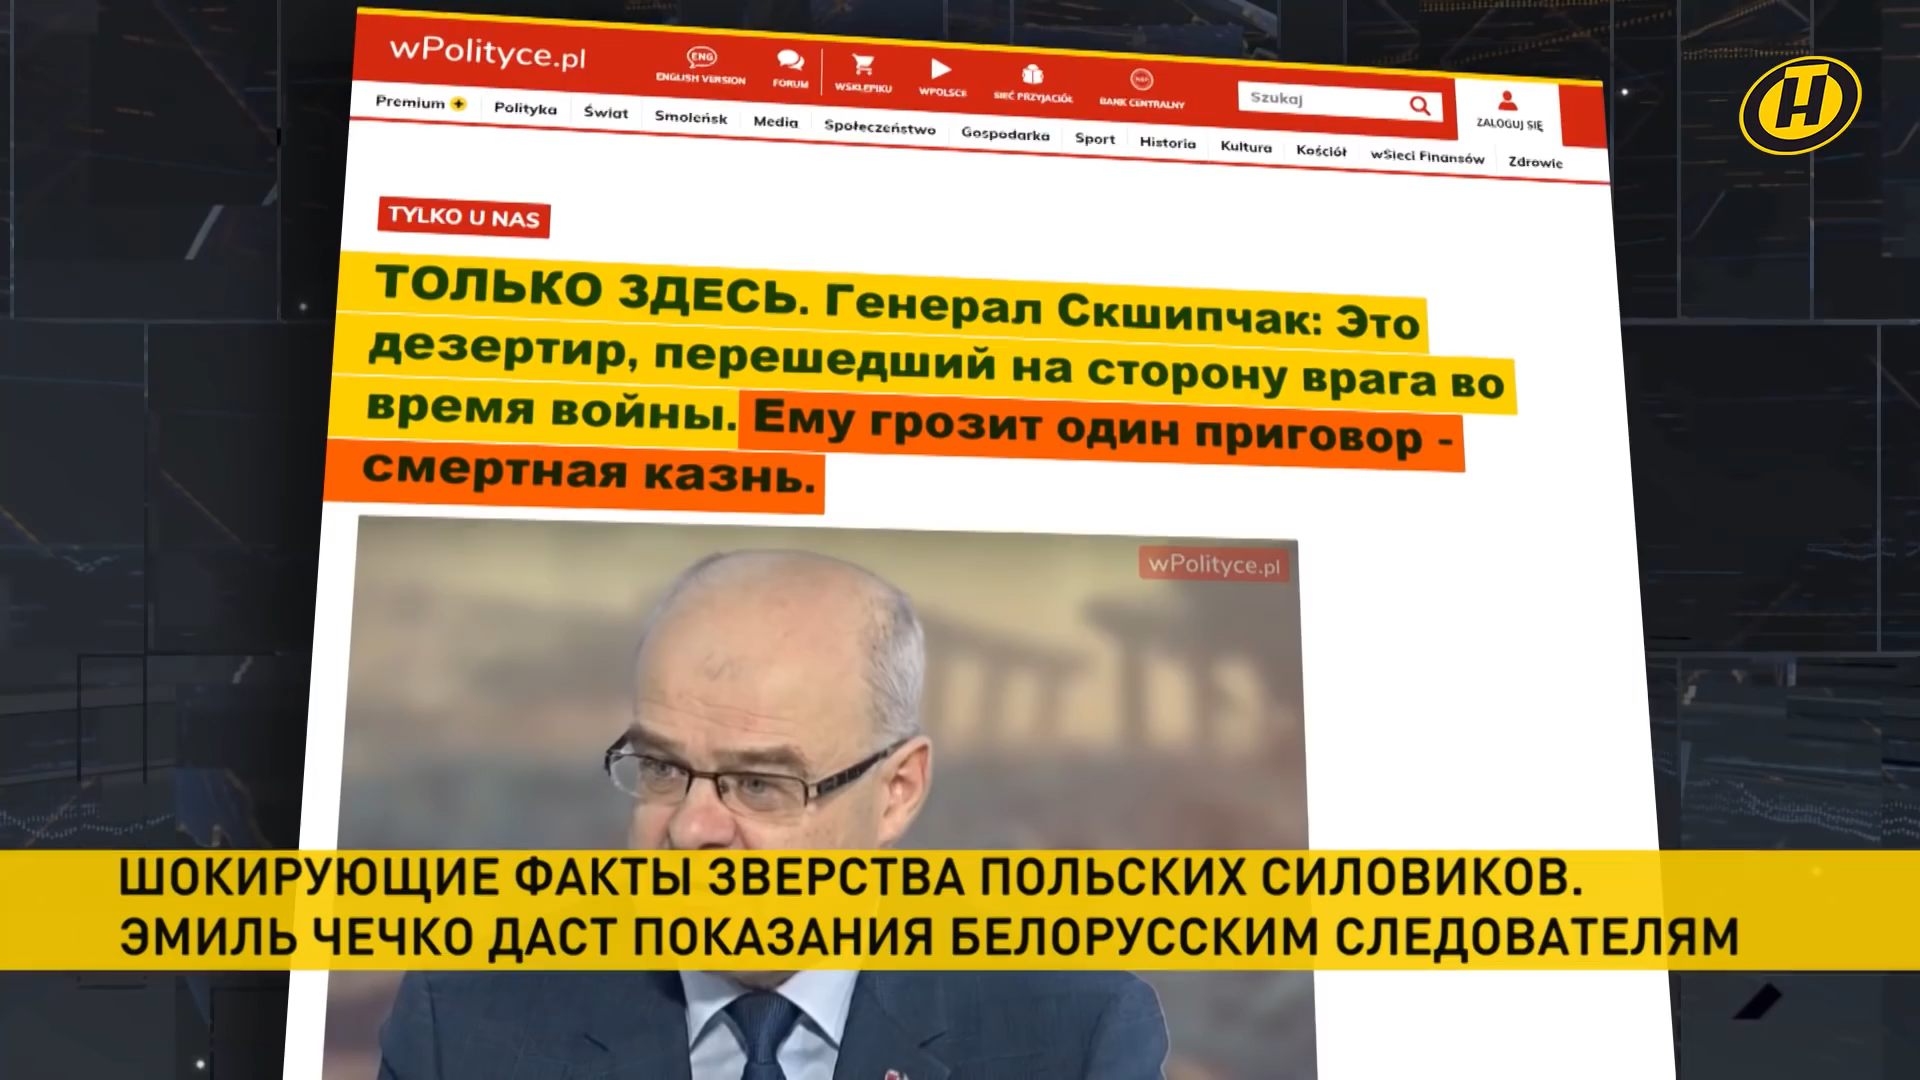 wPolityce.pl
ENG
ENGLISH VERSION
FORUM
WSKLEPIKU
WPOLSCE
SIEĆ PRZYJACIÓŁ
BANK CENTRALNY
Szukaj
ZALOGUJ SIĘ
Premium + Polityka Świat Smoleńsk Media Społeczeństwo Gospodarka Sport Historia Kultura Kościół wSieci Finansów Zdrowie
Н
TYLKO U NAS
ТОЛЬКО ЗДЕСЬ. Генерал Скшипчак: Это
дезертир, перешедший на сторону врага во
время войны. Ему грозит один приговор -
смертная казнь.
wPolityce.pl
ШОКИРУЮЩИЕ ФАКТЫ ЗВЕРСТВА ПОЛЬСКИХ СИЛОВИКОВ.
ЭМИЛЬ ЧЕЧКО ДАСТ ПОКАЗАНИЯ БЕЛОРУССКИМ СЛЕДОВАТЕЛЯМ